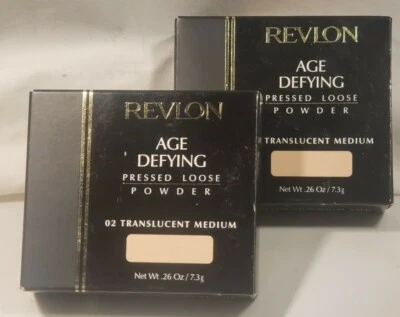 REVLON
AGE
DEFYING
PRESSED LOOSE
POWDER
TRANSLUCENT MEDIUM
Net Wt .26 Oz / 7.3g
REVLON
AGE
DEFYING
PRESSED LOOSE
POWDER
02 TRANSLUCENT MEDIUM
Net Wt .26 Oz / 7.3g